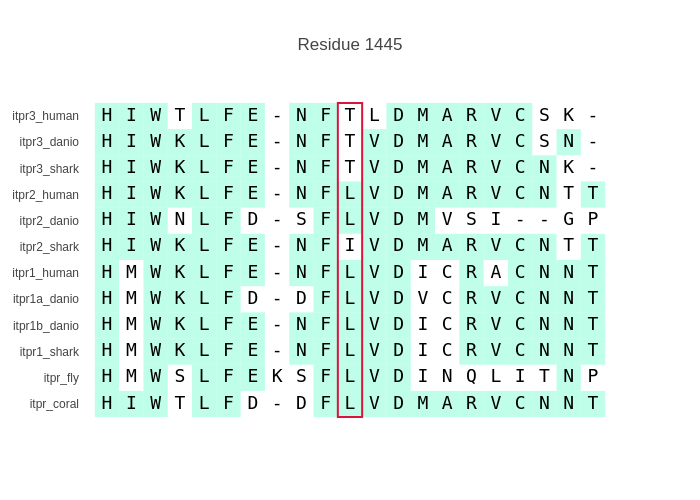 Residue 1445
itpr3_human H I W T L F E - N F T L D M A R V C S K -
itpr3_danio H I W K L F E - N F T V D M A R V C S N -
itpr3_shark H I W K L F E - N F T V D M A R V C N K -
itpr2_human H I W K L F E - N F L V D M A R V C N T T
itpr2_danio H I W N L F D - S F L V D M V S I - - G P
itpr2_shark H I W K L F E - N F I V D M A R V C N T T
itpr1_human H M W K L F E - N F L V D I C R A C N N T
itpr1a_danio H M W K L F D - D F L V D V C R V C N N T
itpr1b_danio H M W K L F E - N F L V D I C R V C N N T
itpr1_shark H M W K L F E - N F L V D I C R V C N N T
itpr_fly H M W S L F E K S F L V D I N Q L I T N P
itpr_coral H I W T L F D - D F L V D M A R V C N N T